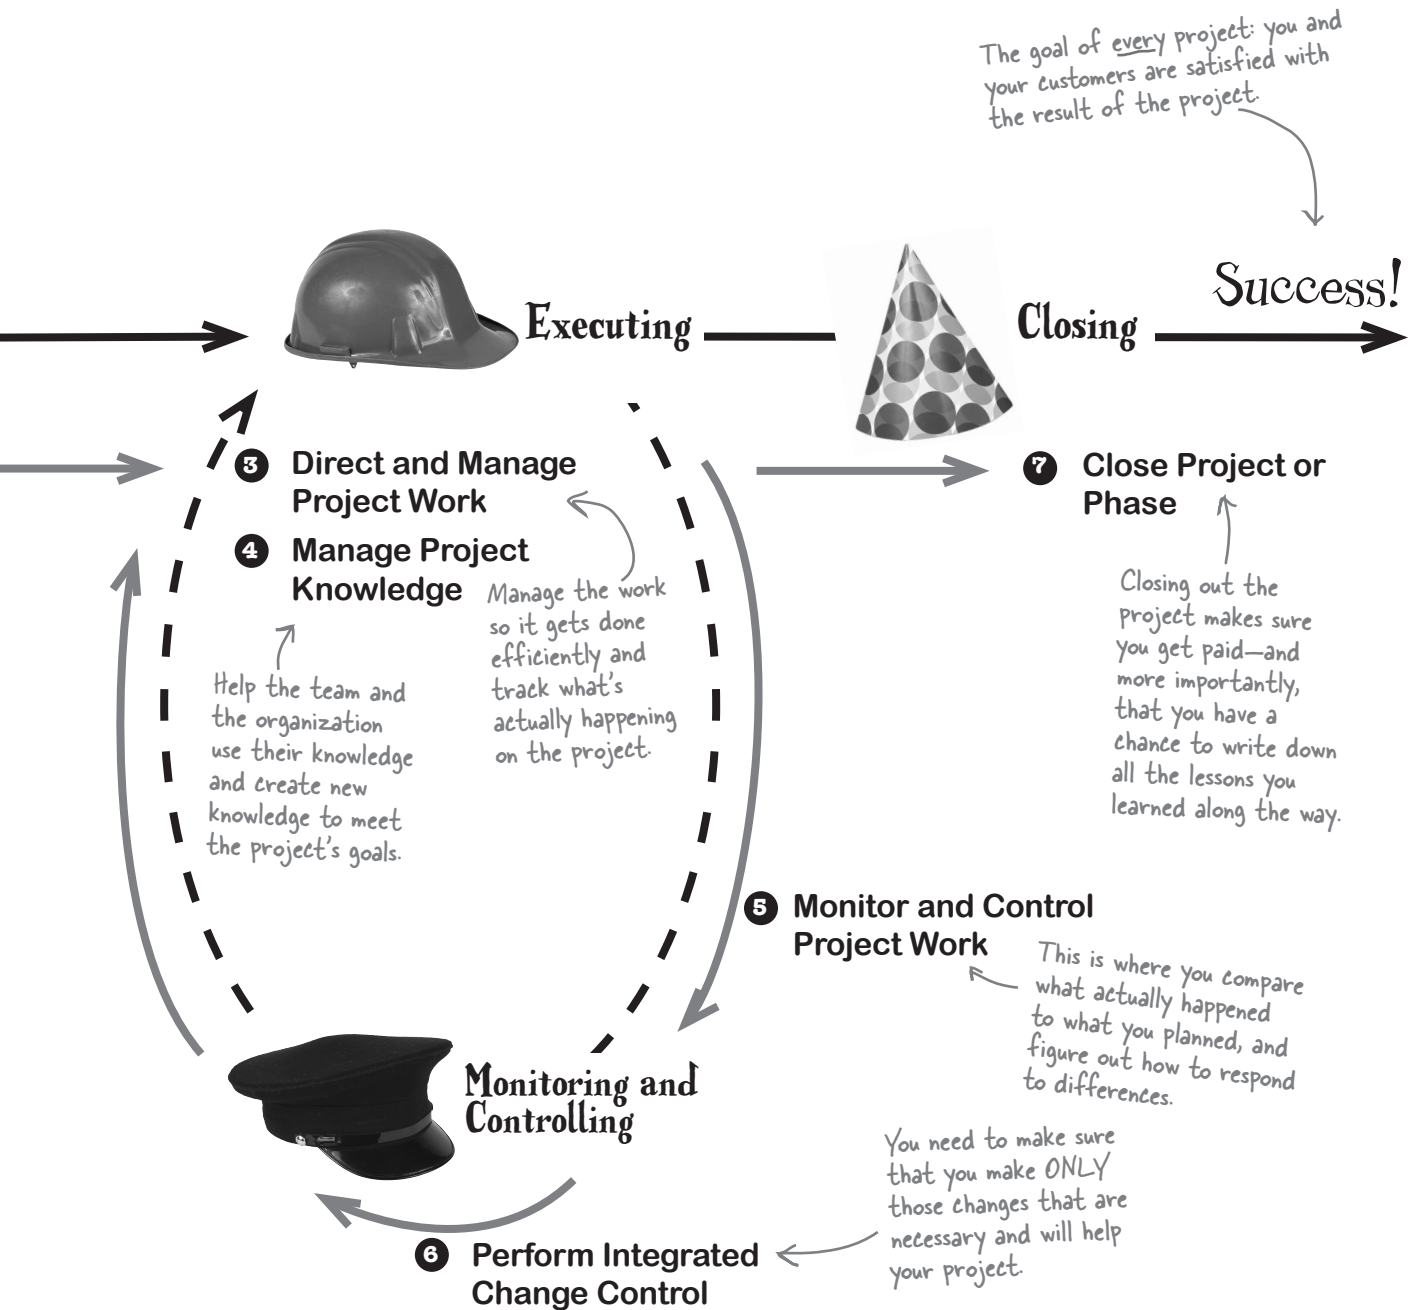 The goal of every project: you and
your customers are satisfied with
the result of the project.
Success!
Executing
Closing
3 Direct and Manage
Project Work
4 Manage Project
Knowledge
Manage the work
so it gets done
efficiently and
track what's
actually happening
on the project.
Help the team and
the organization
use their knowledge
and create new
knowledge to meet
the project's goals.
7 Close Project or
Phase
Closing out the
project makes sure
you get paid—and
more importantly,
that you have a
chance to write down
all the lessons you
learned along the way.
5 Monitor and Control
Project Work
This is where you compare
what actually happened
to what you planned, and
figure out how to respond
to differences.
Monitoring and
Controlling
You need to make sure
that you make ONLY
those changes that are
necessary and will help
your project.
6 Perform Integrated
Change Control